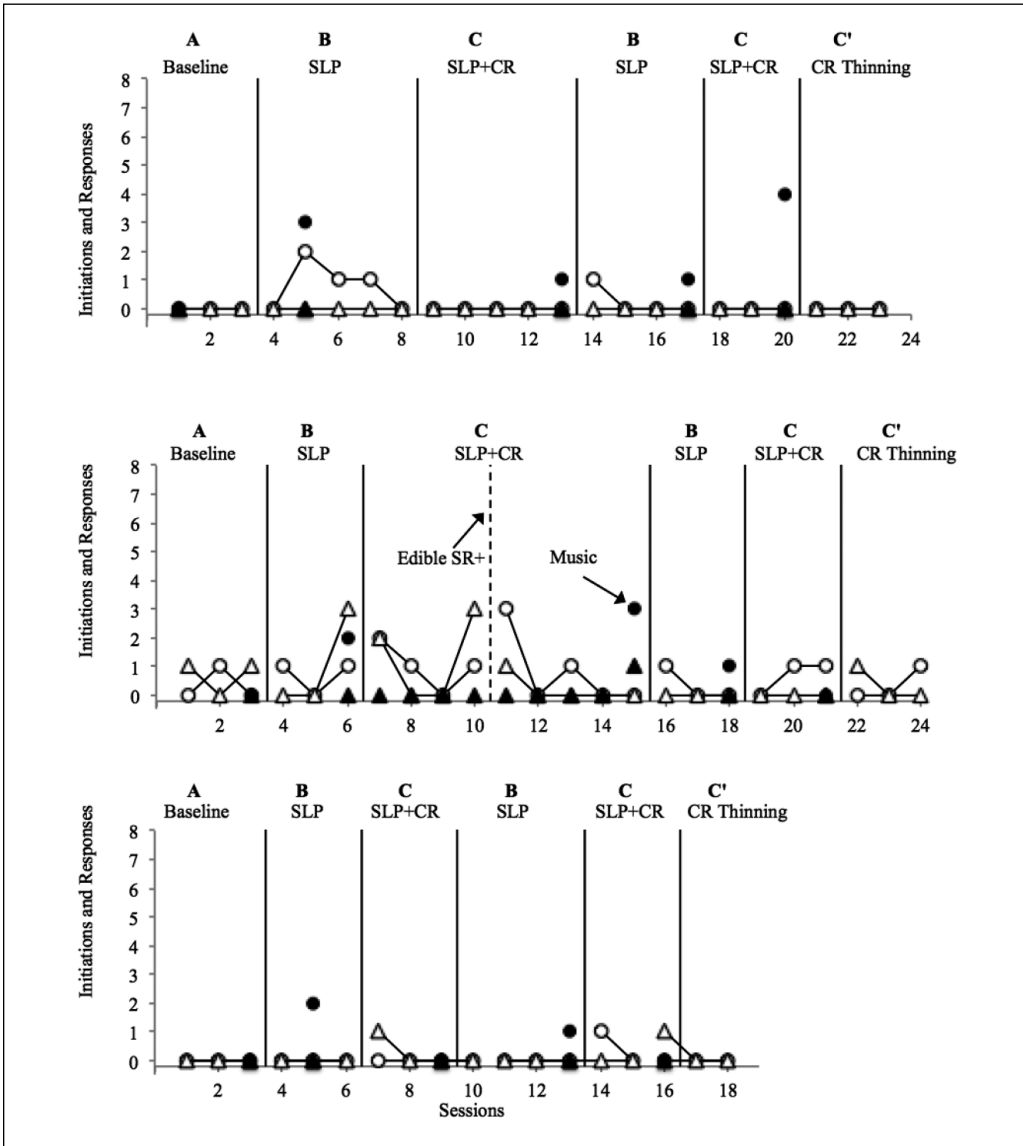 A B C B C C'
Baseline SLP SLP+CR SLP SLP+CR CR Thinning
8
7
6
5
4
3
2
1
0
Initiations and Responses
2 4 6 8 10 12 14 16 18 20 22 24
A B C B C C'
Baseline SLP SLP+CR SLP SLP+CR CR Thinning
8
7
6
5
4
3
2
1
0
Initiations and Responses
Edible SR+
Music
2 4 6 8 10 12 14 16 18 20 22 24
A B C B C C'
Baseline SLP SLP+CR SLP SLP+CR CR Thinning
8
7
6
5
4
3
2
1
0
Initiations and Responses
2 4 6 8 10 12 14 16 18
Sessions